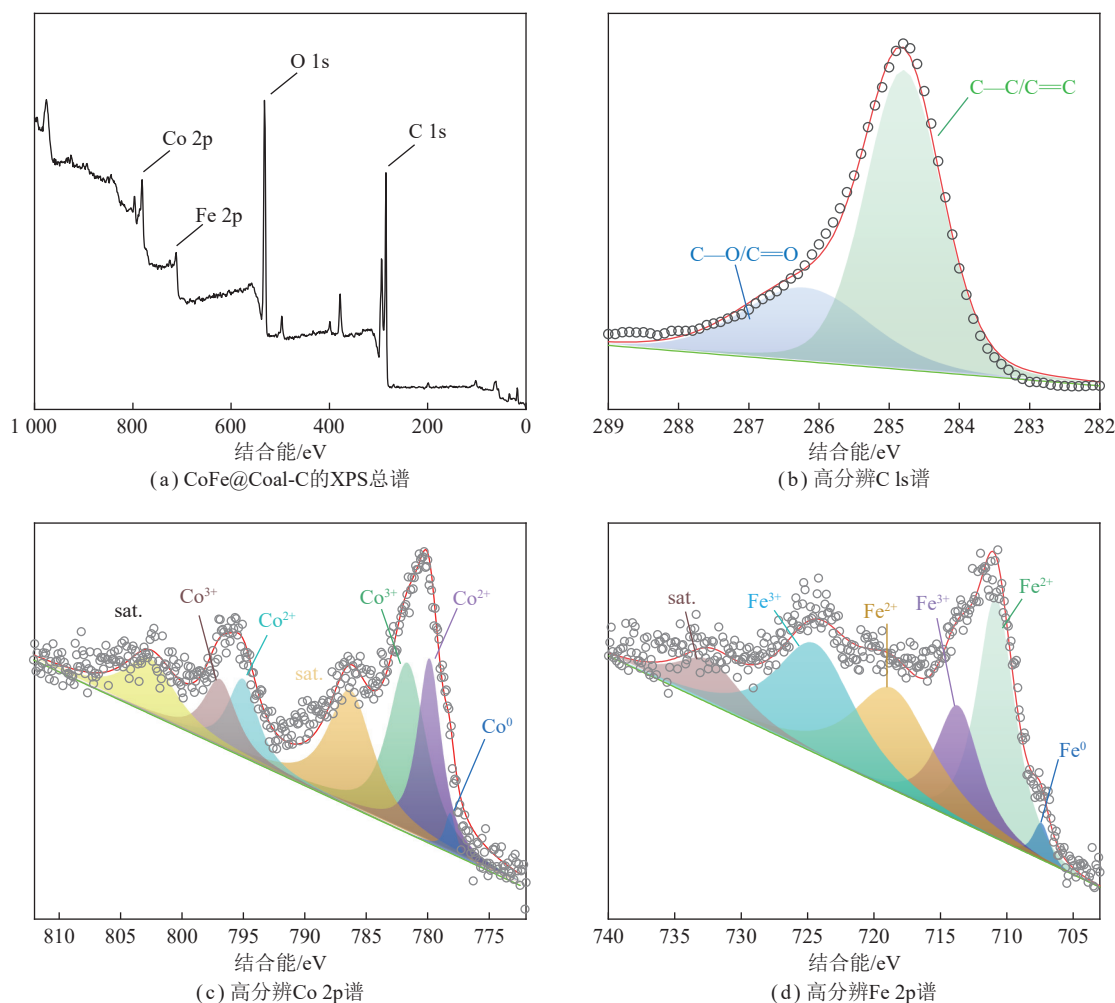 O 1s
C 1s
Co 2p
Fe 2p
1 000 800 600 400 200 0
结合能/eV
(a) CoFe@Coal-C的XPS总谱
C—C/C=C
C—O/C=O
289 288 287 286 285 284 283 282
结合能/eV
(b) 高分辨C ls谱
sat.
Co³⁺
Co²⁺
sat.
Co³⁺
Co²⁺
Co⁰
810 805 800 795 790 785 780 775
结合能/eV
(c) 高分辨Co 2p谱
sat.
Fe³⁺
Fe²⁺
Fe³⁺
Fe²⁺
Fe⁰
740 735 730 725 720 715 710 705
结合能/eV
(d) 高分辨Fe 2p谱